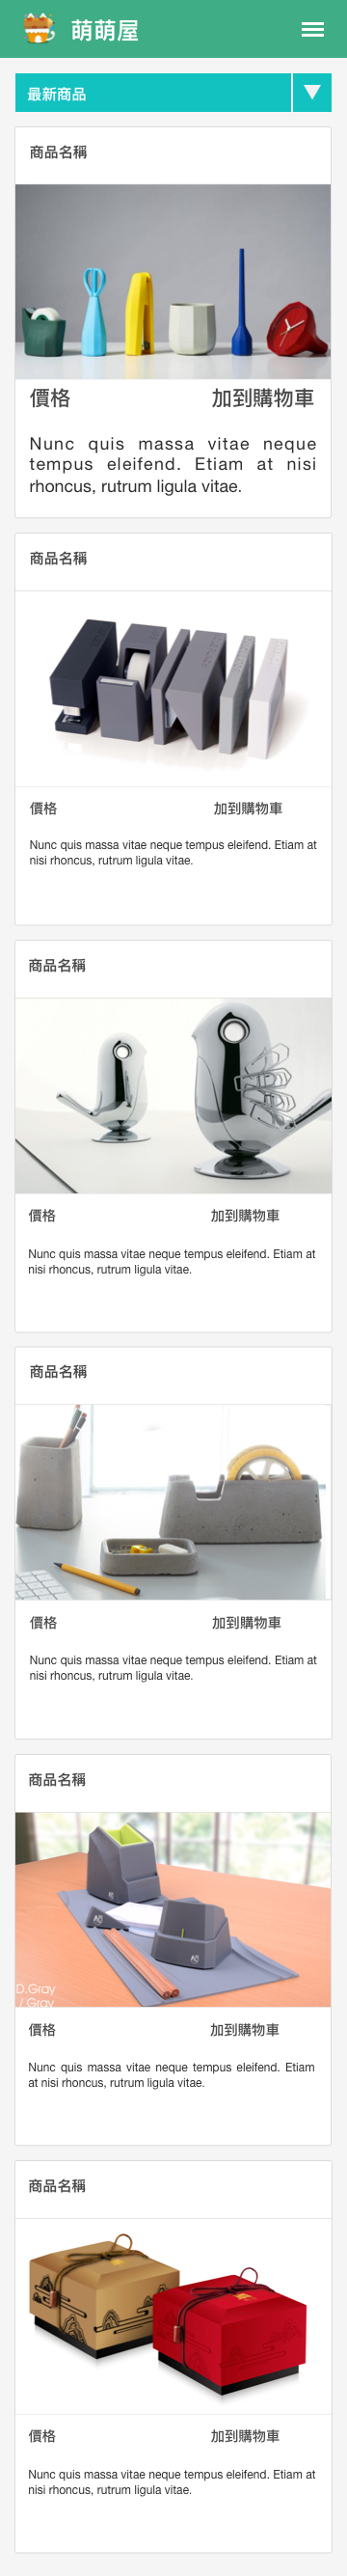 萌萌屋
最新商品
商品名稱
價格 加到購物車
Nunc quis massa vitae neque
tempus eleifend. Etiam at nisi
rhoncus, rutrum ligula vitae.
商品名稱
價格 加到購物車
Nunc quis massa vitae neque tempus eleifend. Etiam at
nisi rhoncus, rutrum ligula vitae.
商品名稱
價格 加到購物車
Nunc quis massa vitae neque tempus eleifend. Etiam at
nisi rhoncus, rutrum ligula vitae.
商品名稱
價格 加到購物車
Nunc quis massa vitae neque tempus eleifend. Etiam at
nisi rhoncus, rutrum ligula vitae.
商品名稱
D.Gray
/ Gray
價格 加到購物車
Nunc quis massa vitae neque tempus eleifend. Etiam
at nisi rhoncus, rutrum ligula vitae.
商品名稱
價格 加到購物車
Nunc quis massa vitae neque tempus eleifend. Etiam at
nisi rhoncus, rutrum ligula vitae.